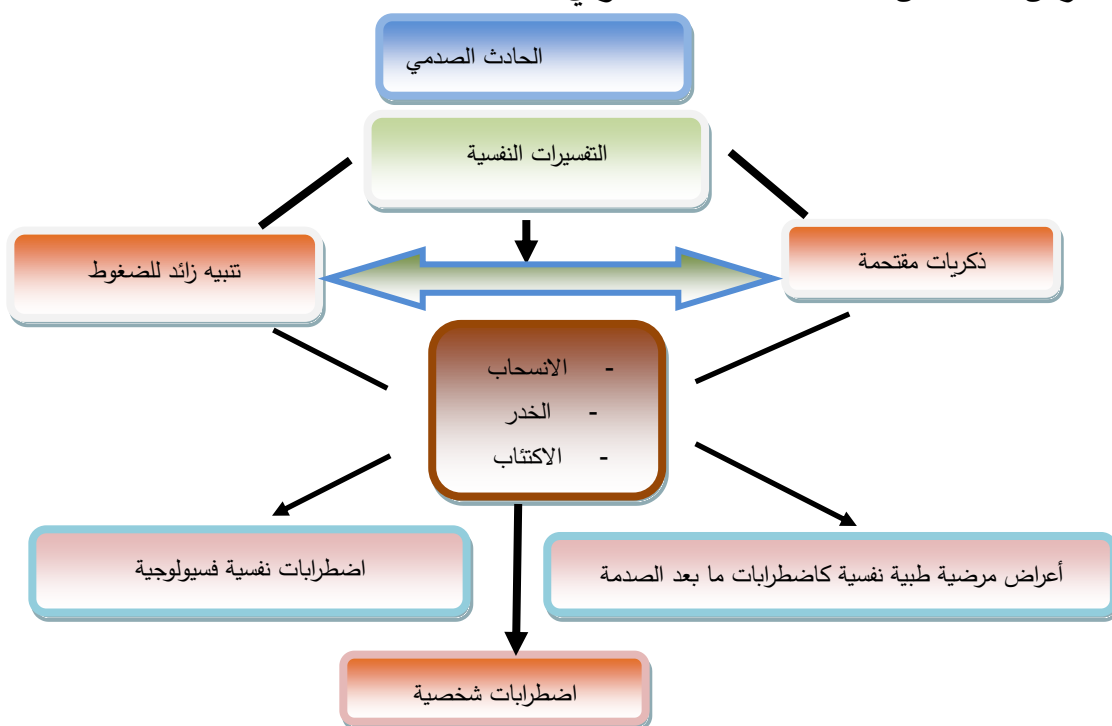 الحادث الصدمي
التفسيرات النفسية
ذكريات مقتحمة
تنبيه زائد للضغوط
- الانسحاب
- الخدر
- الاكتئاب
أعراض مرضية طبية نفسية كاضطرابات ما بعد الصدمة
اضطرابات نفسية فسيولوجية
اضطرابات شخصية